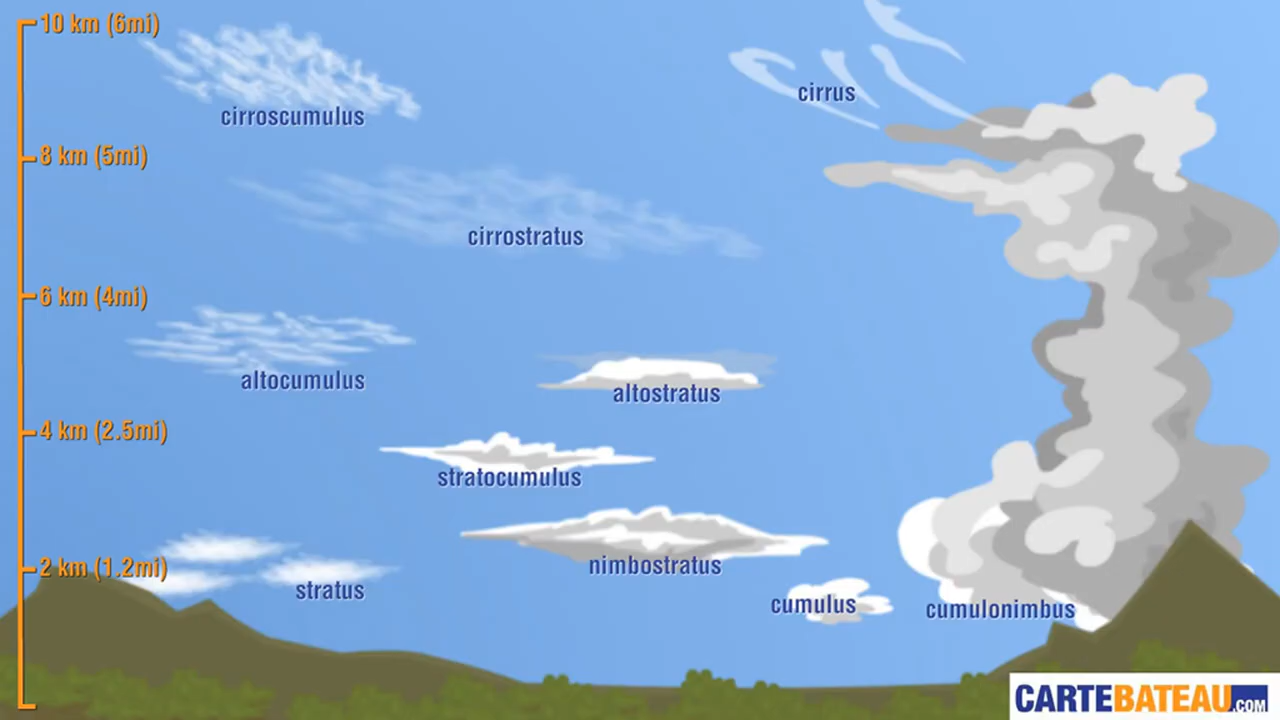 10 km (6mi)
cirroscumulus
cirrus
8 km (5mi)
cirrostratus
6 km (4mi)
altocumulus
altostratus
4 km (2.5mi)
stratocumulus
nimbostratus
2 km (1.2mi)
stratus
cumulus
cumulonimbus
CARTEBATEAU.COM